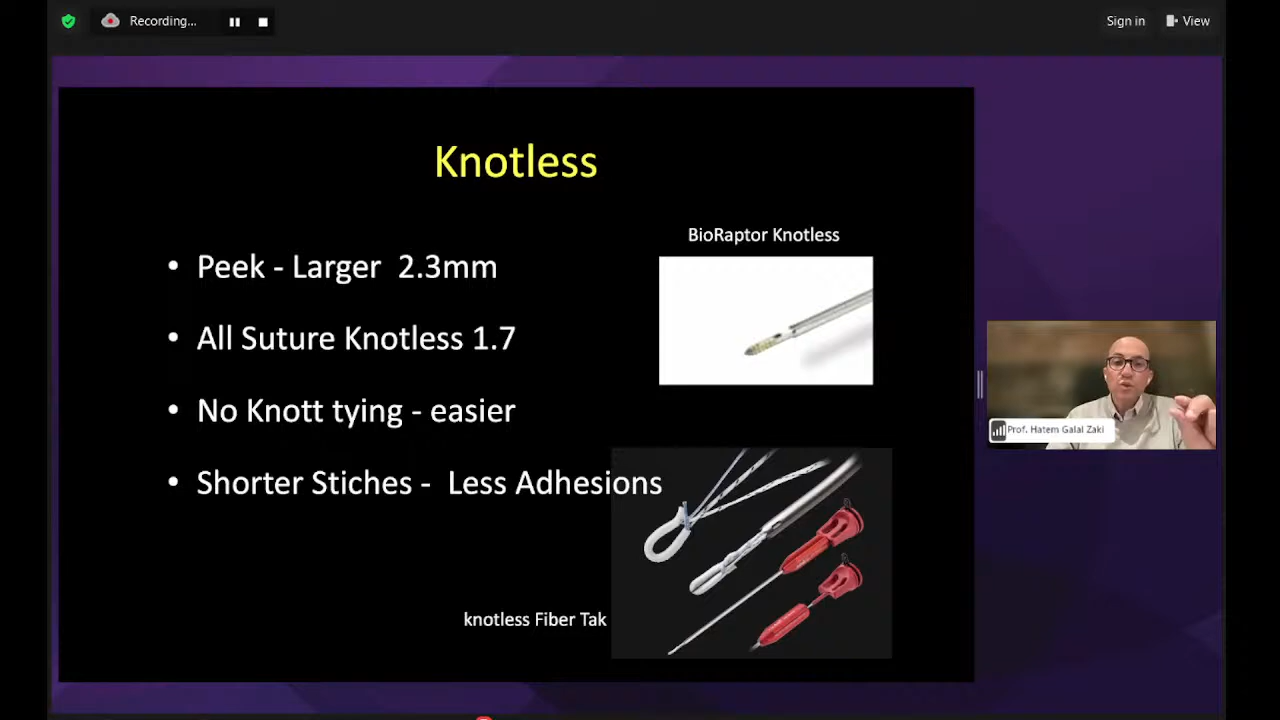 Recording...
Sign in
View
Knotless
BioRaptor Knotless
• Peek - Larger 2.3mm
• All Suture Knotless 1.7
• No Knott tying - easier
• Shorter Stiches - Less Adhesions
knotless Fiber Tak
Prof. Hatem Galal Zaki